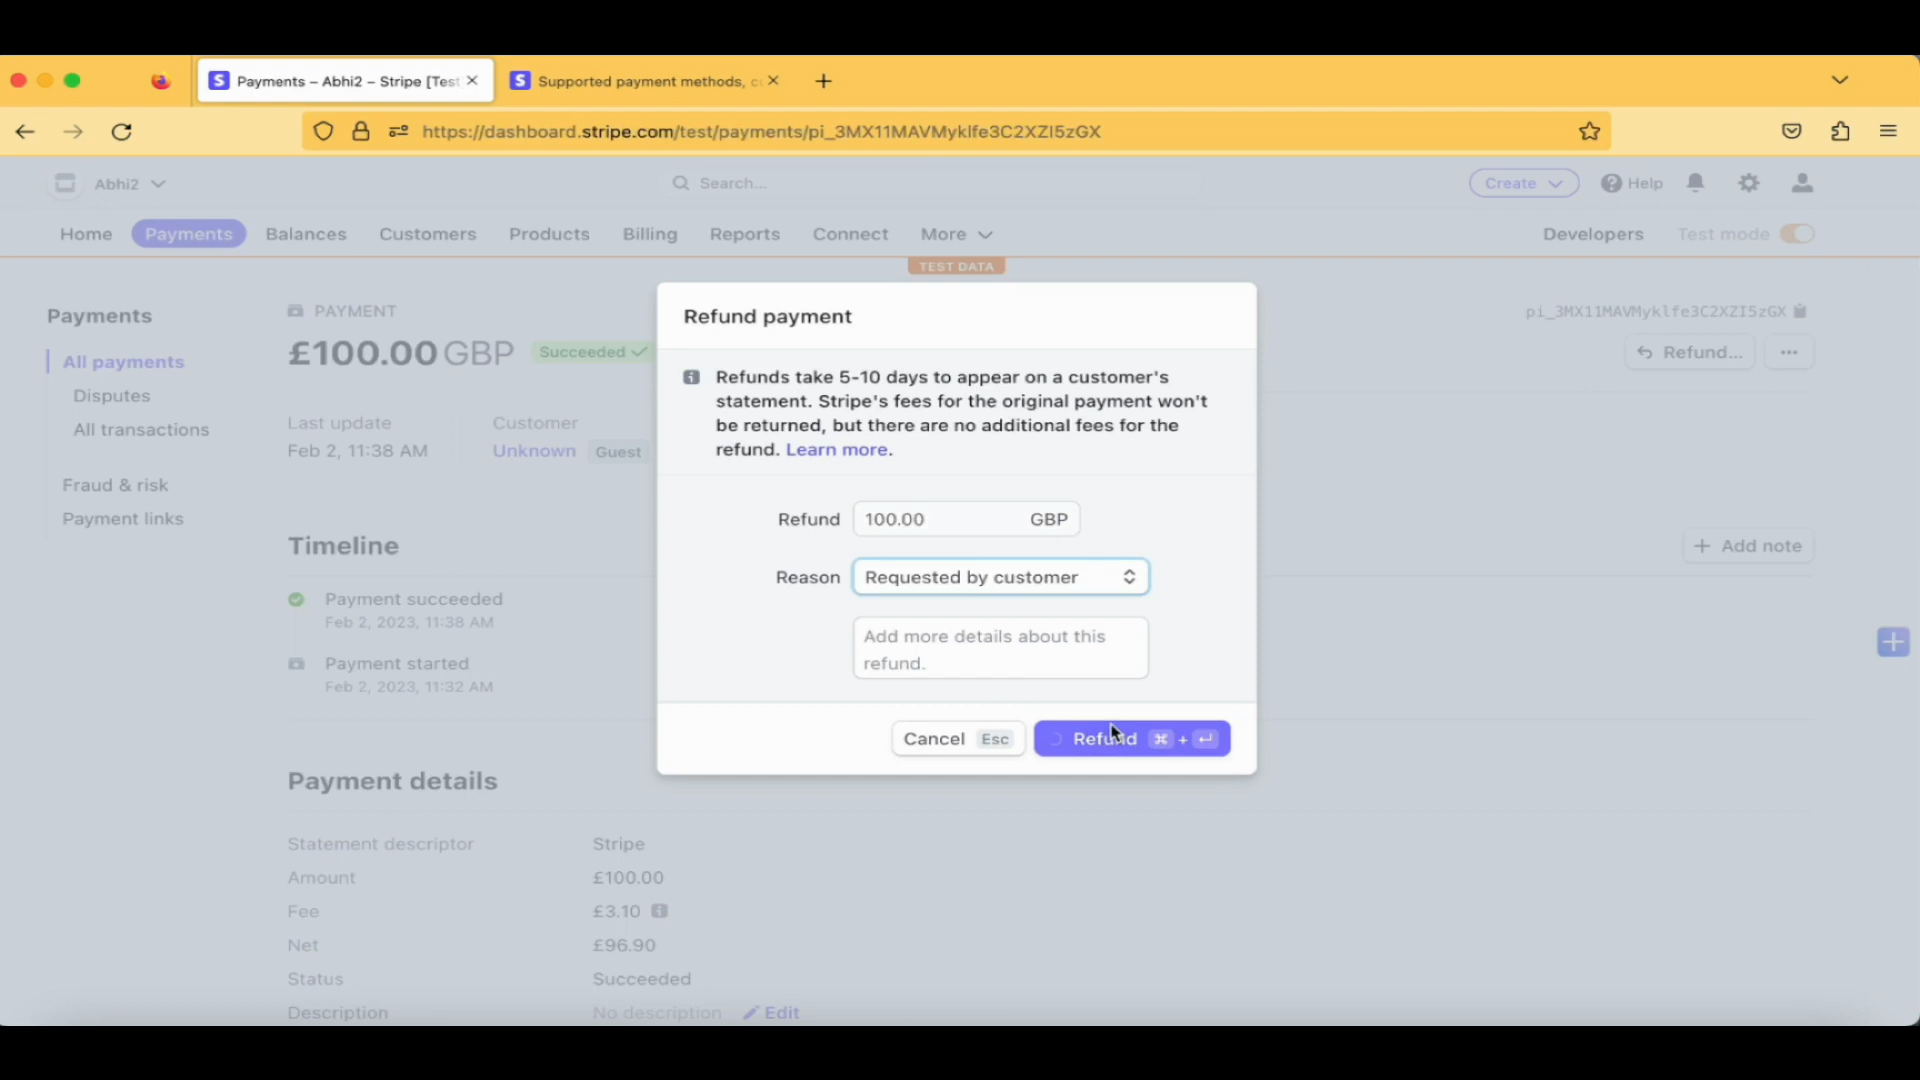 Payments – Abhi2 – Stripe [Test
Supported payment methods, c
https://dashboard.stripe.com/test/payments/pi_3MX11MAVMyklfe3C2XZI5zGX
Abhi2
Search...
Create
Help
Home
Payments
Balances
Customers
Products
Billing
Reports
Connect
More
Developers
Test mode
TEST DATA
Payments
All payments
Disputes
All transactions
Fraud & risk
Payment links
PAYMENT
pi_3MX11MAVMyklfe3C2XZI5zGX
£100.00 GBP
Succeeded
Refund...
Last update
Feb 2, 11:38 AM
Customer
Unknown
Guest
Timeline
+ Add note
Payment succeeded
Feb 2, 2023, 11:38 AM
Payment started
Feb 2, 2023, 11:32 AM
Payment details
Statement descriptor
Stripe
Amount
£100.00
Fee
£3.10
Net
£96.90
Status
Succeeded
Description
No description
Edit
Refund payment
Refunds take 5-10 days to appear on a customer's
statement. Stripe's fees for the original payment won't
be returned, but there are no additional fees for the
refund. Learn more.
Refund
100.00
GBP
Reason
Requested by customer
Add more details about this
refund.
Cancel Esc
Refund ⌘ + ↵